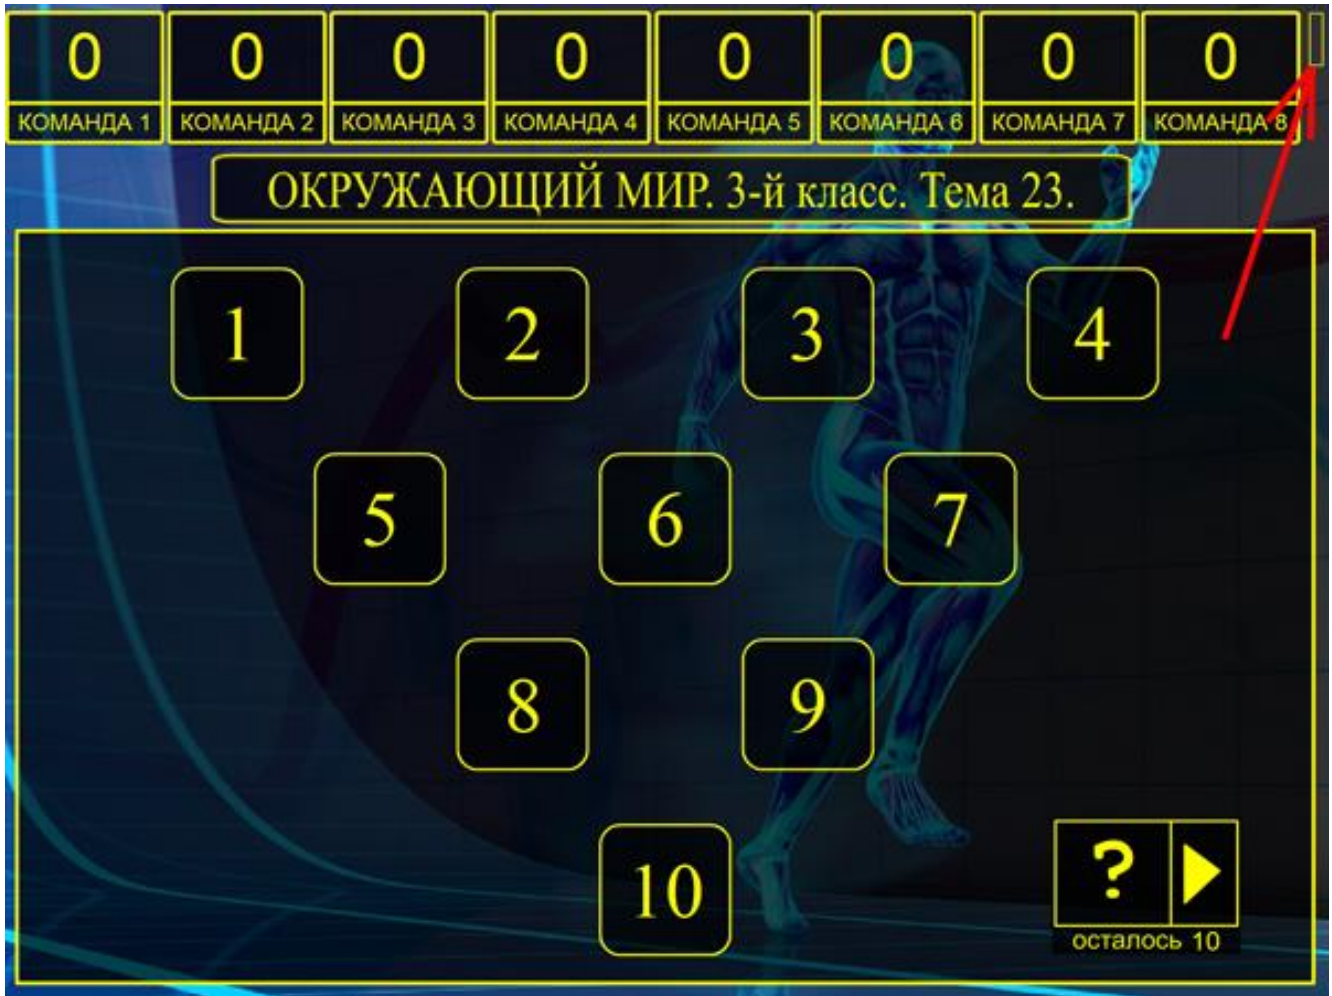 0 0 0 0 0 0 0 0
КОМАНДА 1 КОМАНДА 2 КОМАНДА 3 КОМАНДА 4 КОМАНДА 5 КОМАНДА 6 КОМАНДА 7 КОМАНДА 8
ОКРУЖАЮЩИЙ МИР. 3-й класс. Тема 23.
1 2 3 4
5 6 7
8 9
10
?
осталось 10